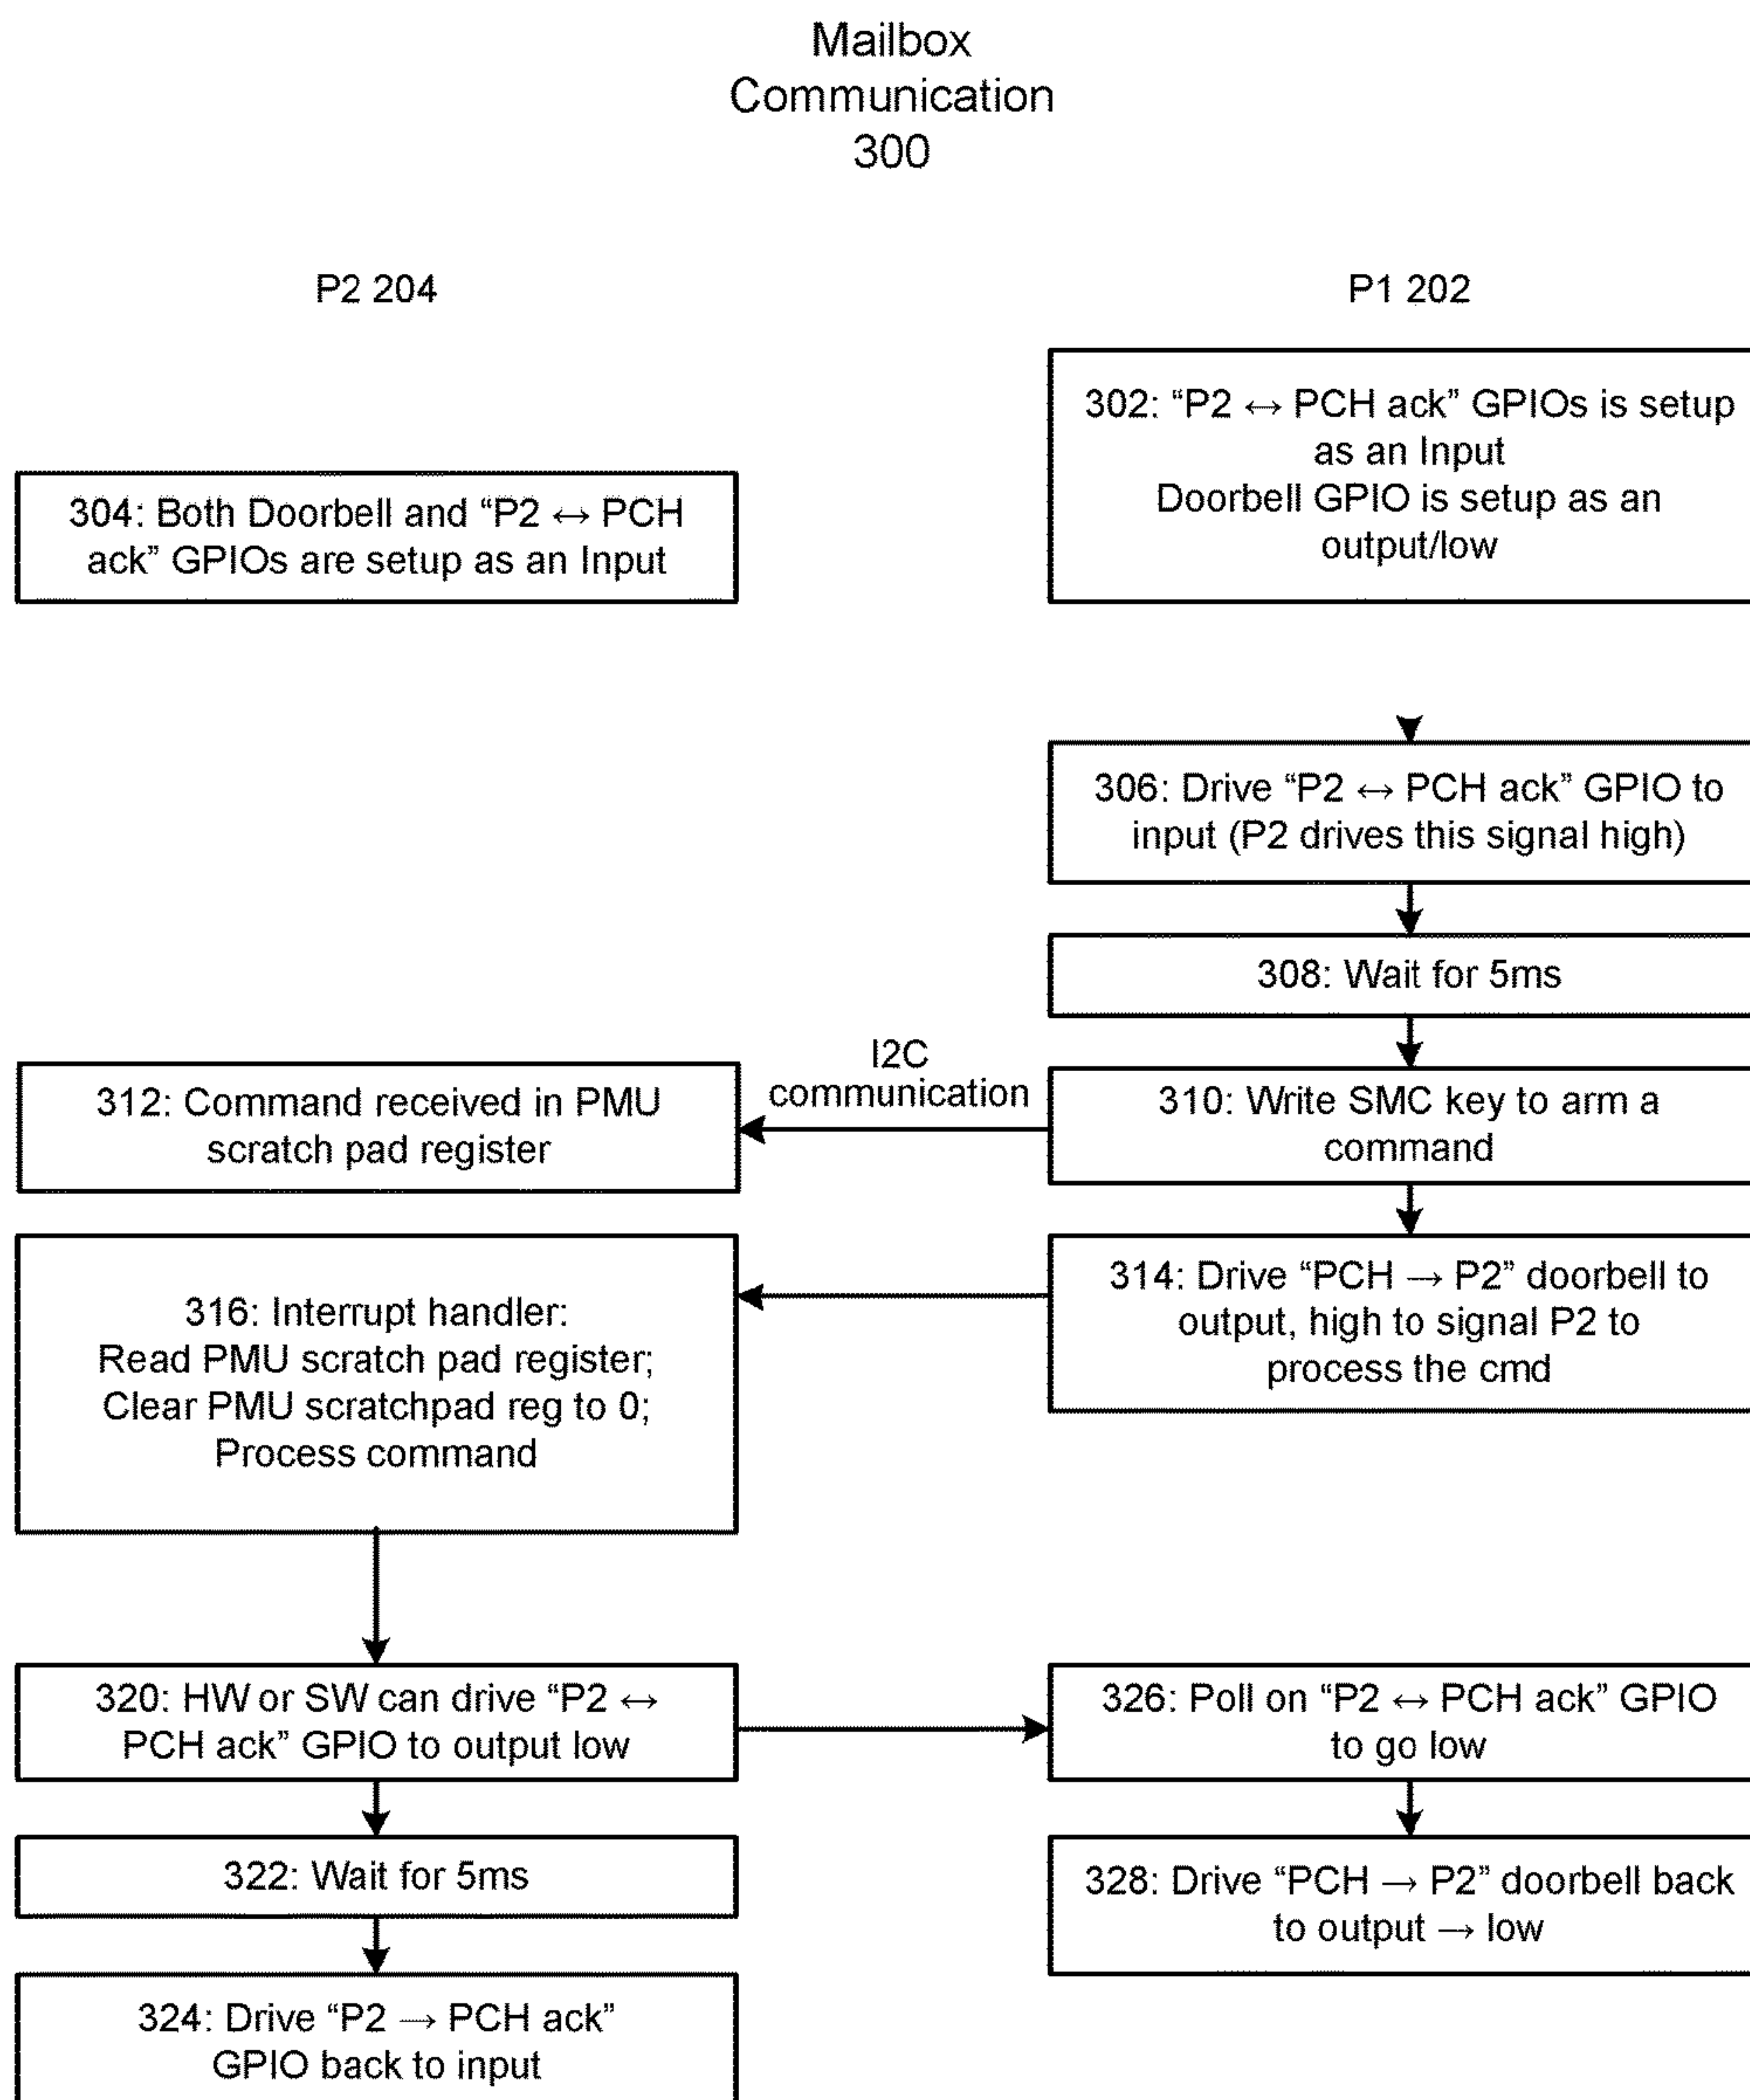 Mailbox
Communication
300
P2 204
P1 202
302: “P2 ↔ PCH ack” GPIOs is setup
as an Input
Doorbell GPIO is setup as an
output/low
304: Both Doorbell and “P2 ↔ PCH
ack” GPIOs are setup as an Input
306: Drive “P2 ↔ PCH ack” GPIO to
input (P2 drives this signal high)
308: Wait for 5ms
I2C
communication
310: Write SMC key to arm a
command
312: Command received in PMU
scratch pad register
314: Drive “PCH → P2” doorbell to
output, high to signal P2 to
process the cmd
316: Interrupt handler:
Read PMU scratch pad register;
Clear PMU scratchpad reg to 0;
Process command
320: HW or SW can drive “P2 ↔
PCH ack” GPIO to output low
326: Poll on “P2 ↔ PCH ack” GPIO
to go low
322: Wait for 5ms
328: Drive “PCH → P2” doorbell back
to output → low
324: Drive “P2 → PCH ack”
GPIO back to input